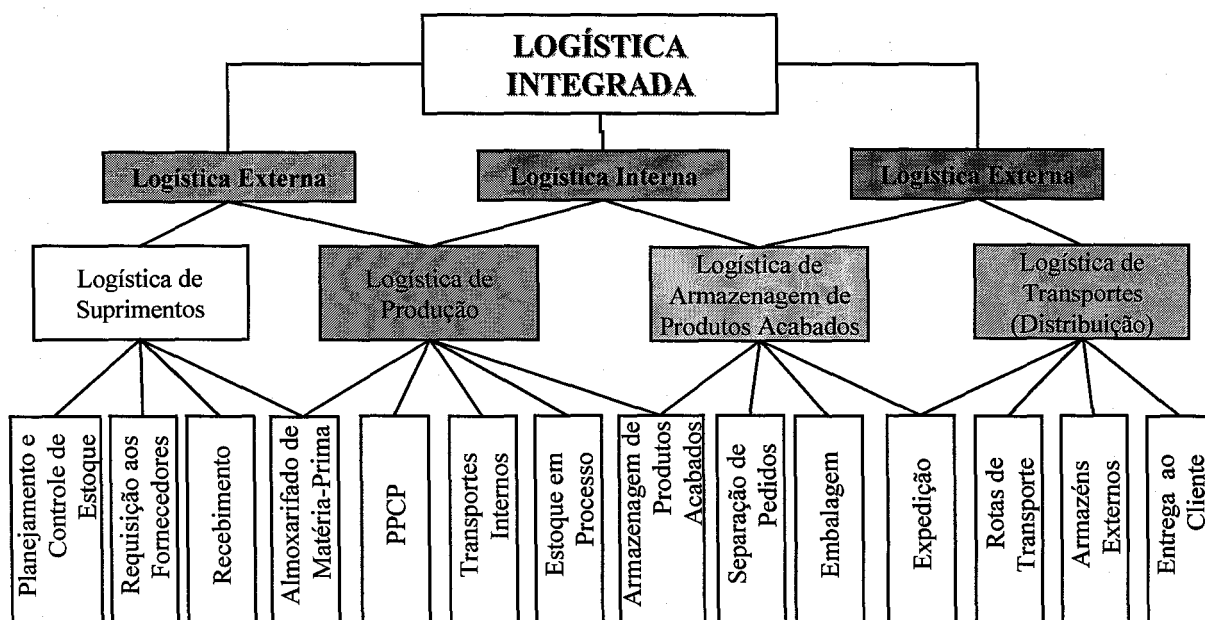 LOGÍSTICA
INTEGRADA
Logística Externa
Logística Interna
Logística Externa
Logística de
Suprimentos
Logística de
Produção
Logística de
Armazenagem de
Produtos Acabados
Logística de
Transportes
(Distribuição)
Planejamento e
Controle de
Estoque
Requisição aos
Fornecedores
Recebimento
Almoxarifado de
Matéria-Prima
PPCP
Transportes
Internos
Estoque em
Processo
Armazenagem de
Produtos
Acabados
Separação de
Pedidos
Embalagem
Expedição
Rotas de
Transporte
Armazéns
Externos
Entrega ao
Cliente